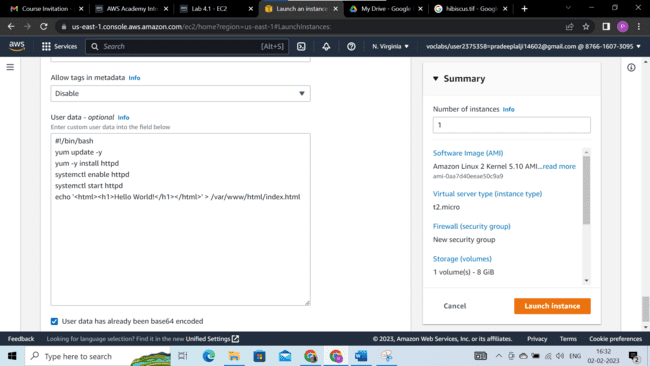 Course Invitation
AWS Academy Intr
Lab 4.1 - EC2
Launch an instanc
My Drive - Google
hibiscus.tif - Googl
us-east-1.console.aws.amazon.com/ec2/home?region=us-east-1#LaunchInstances:
P
aws
Services
Search
[Alt+S]
N. Virginia
voclabs/user2375358=pradeeplalji14602@gmail.com @ 8766-1607-3095
Allow tags in metadata Info
Disable
User data - optional Info
Enter custom user data into the field below
#!/bin/bash
yum update -y
yum -y install httpd
systemctl enable httpd
systemctl start httpd
echo '<html><h1>Hello World!</h1></html>' > /var/www/html/index.html
User data has already been base64 encoded
Summary
Number of instances Info
1
Software Image (AMI)
Amazon Linux 2 Kernel 5.10 AMI...read more
ami-0aa7d40eeae50c9a9
Virtual server type (instance type)
t2.micro
Firewall (security group)
New security group
Storage (volumes)
1 volume(s) - 8 GiB
Cancel
Launch instance
Feedback
Looking for language selection? Find it in the new Unified Settings
© 2023, Amazon Web Services, Inc. or its affiliates.
Privacy
Terms
Cookie preferences
Type here to search
ENG
16:32
02-02-2023
2